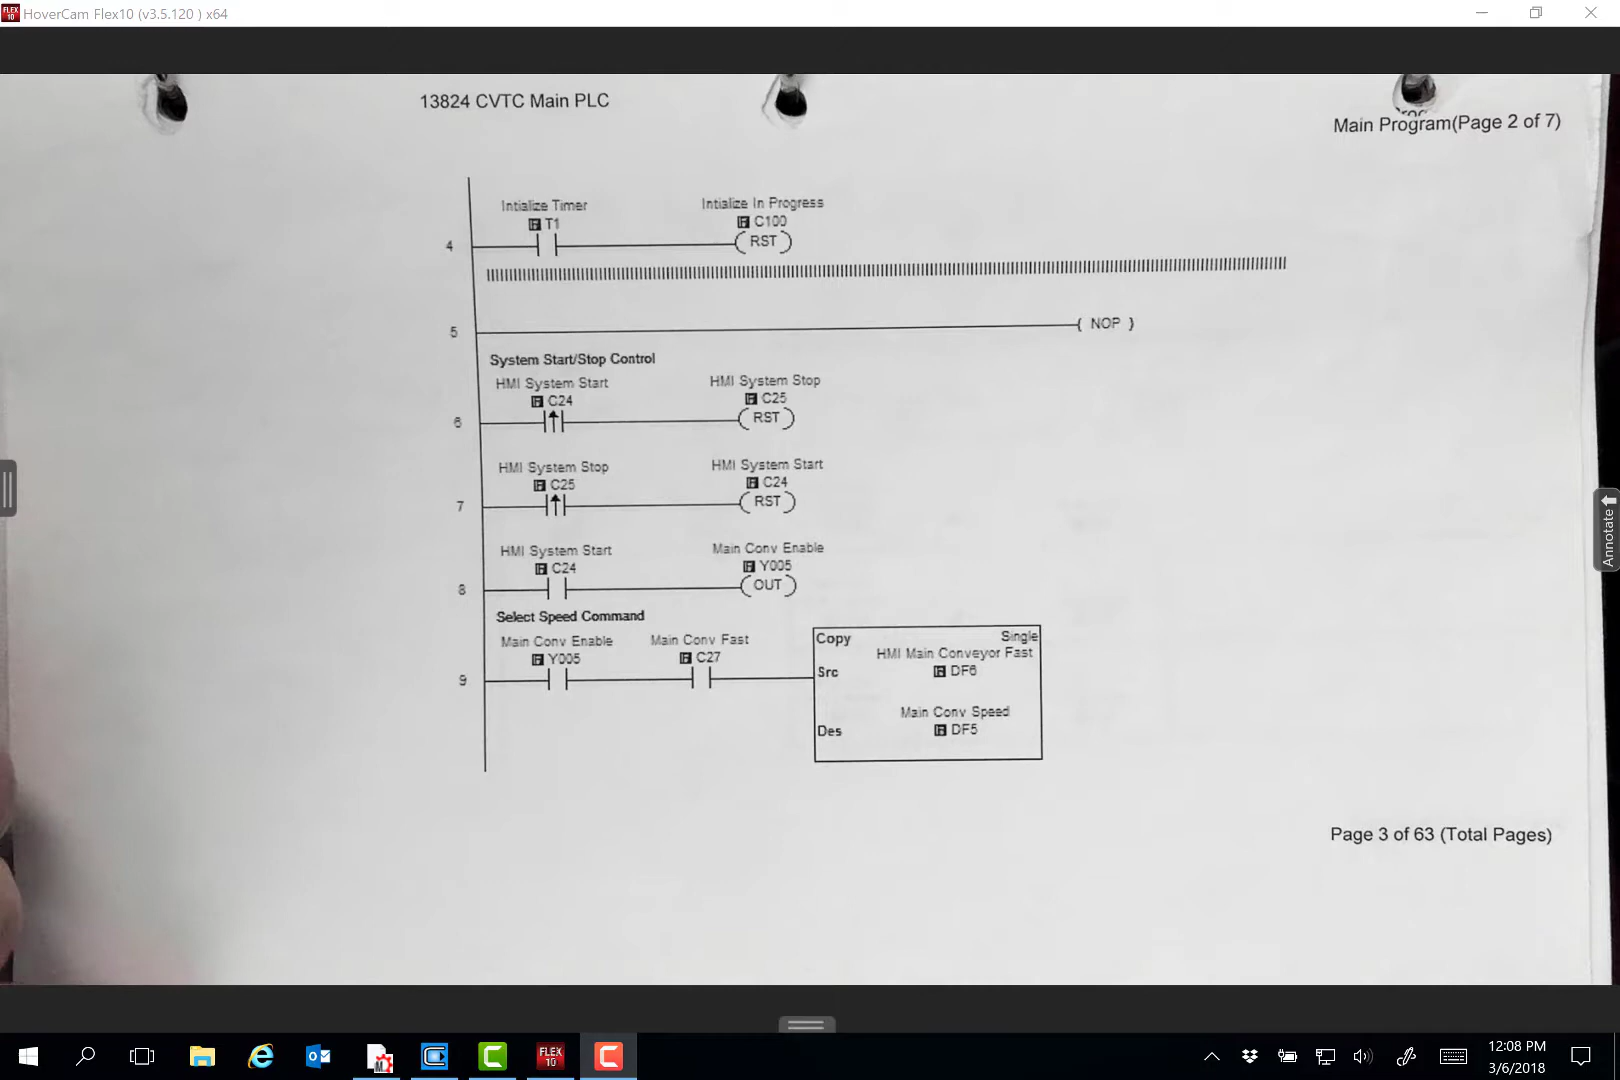 HoverCam Flex10 (v3.5.120 ) x64
13824 CVTC Main PLC
Main Program(Page 2 of 7)
Intialize Timer
T1
Intialize In Progress
C100
4
RST
5
NOP
System Start/Stop Control
HMI System Start
C24
HMI System Stop
C25
6
RST
HMI System Stop
C25
HMI System Start
C24
7
RST
HMI System Start
C24
Main Conv Enable
Y005
8
OUT
Select Speed Command
Main Conv Enable
Y005
Main Conv Fast
C27
9
Copy
Single
HMI Main Conveyor Fast
Src
DF6
Main Conv Speed
Des
DF5
Page 3 of 63 (Total Pages)
Annotate
FLEX
10
12:08 PM
3/6/2018